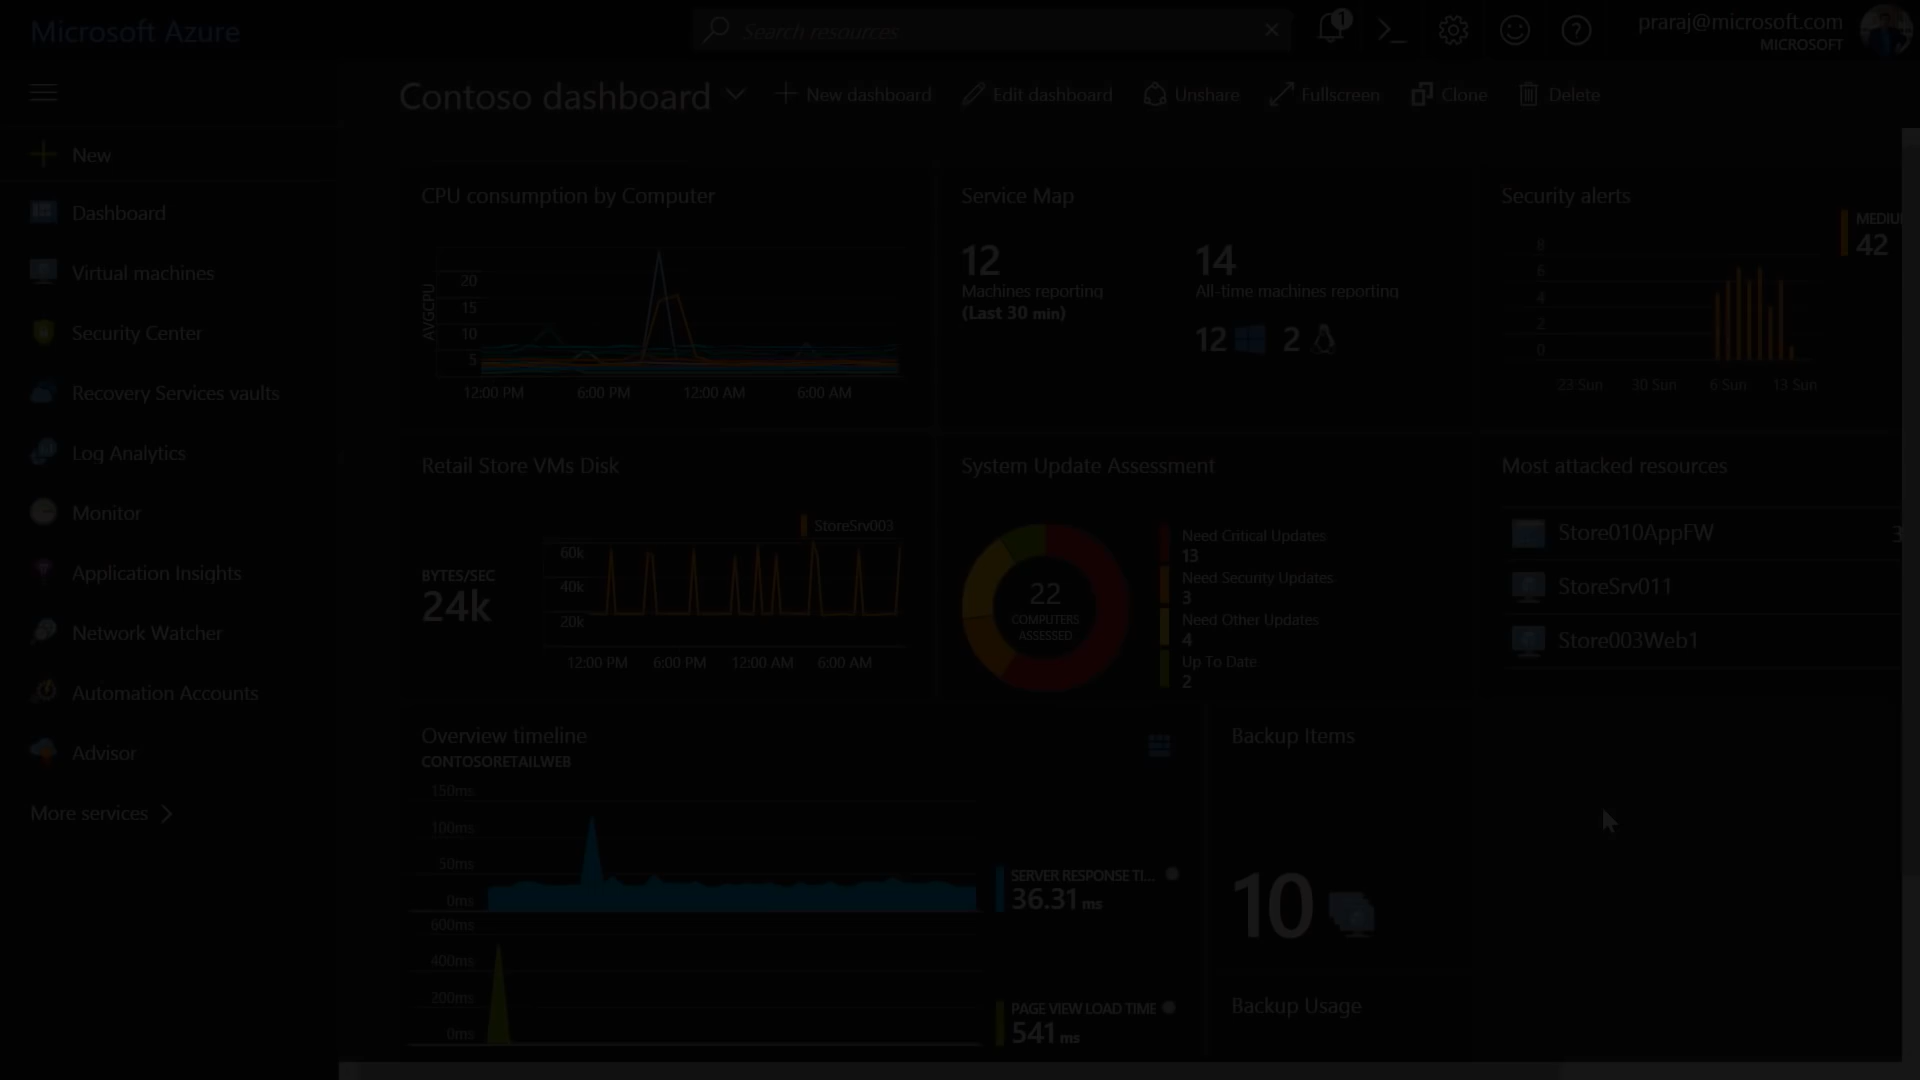 Microsoft Azure
Search resources
1
praraj@microsoft.com
MICROSOFT
Contoso dashboard
New dashboard
Edit dashboard
Unshare
Fullscreen
Clone
Delete
New
Dashboard
Virtual machines
Security Center
Recovery Services vaults
Log Analytics
Monitor
Application Insights
Network Watcher
Automation Accounts
Advisor
More services
CPU consumption by Computer
AVGCPU
20
15
10
5
12:00 PM 6:00 PM 12:00 AM 6:00 AM
Service Map
12
Machines reporting
(Last 30 min)
14
All-time machines reporting
12 2
Security alerts
8
6
4
2
0
23 Sun 30 Sun 6 Sun 13 Sun
MEDIU
42
Retail Store VMs Disk
StoreSrv003
BYTES/SEC
24k
60k
40k
20k
12:00 PM 6:00 PM 12:00 AM 6:00 AM
System Update Assessment
22
COMPUTERS
ASSESSED
Need Critical Updates
13
Need Security Updates
3
Need Other Updates
4
Up To Date
2
Most attacked resources
Store010AppFW 3
StoreSrv011
Store003Web1
Overview timeline
CONTOSORETAILWEB
150ms
100ms
50ms
0ms
SERVER RESPONSE TI...
36.31 ms
600ms
400ms
200ms
0ms
PAGE VIEW LOAD TIME
541 ms
Backup Items
10
Backup Usage